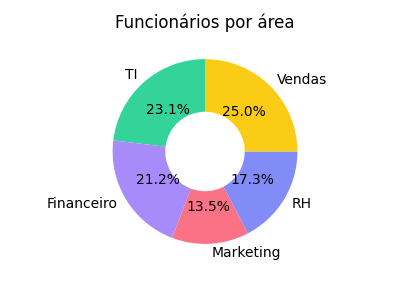 Funcionários por área
TI
Vendas
23.1%
25.0%
21.2%
17.3%
Financeiro
13.5%
RH
Marketing